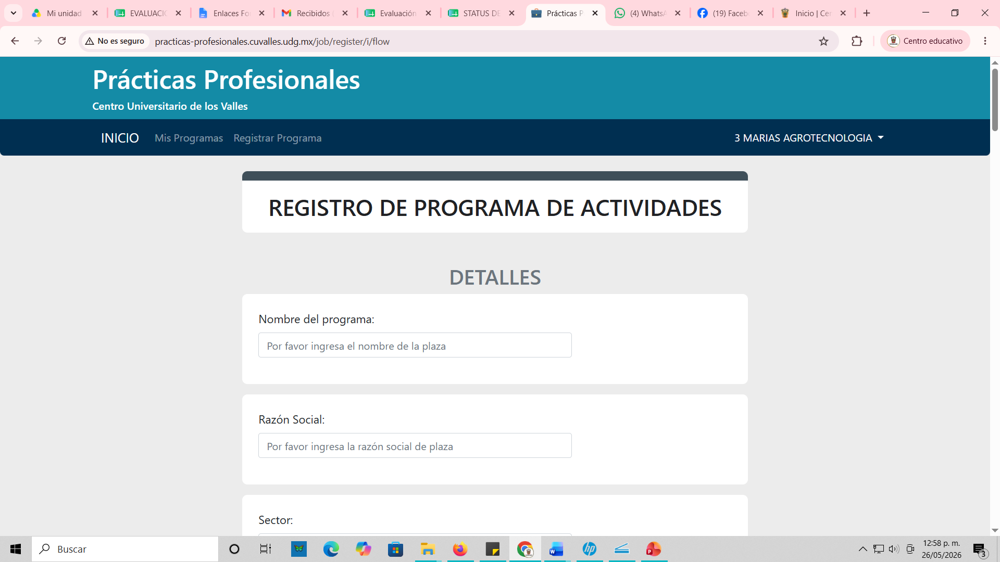 Mi unidad
EVALUACIO
Enlaces Fo
Recibidos (
Evaluación
STATUS DE
Prácticas P
(4) WhatsA
(19) Faceb
Inicio | Cen
No es seguro
practicas-profesionales.cuvalles.udg.mx/job/register/i/flow
Centro educativo
Prácticas Profesionales
Centro Universitario de los Valles
INICIO
Mis Programas
Registrar Programa
3 MARIAS AGROTECNOLOGIA
REGISTRO DE PROGRAMA DE ACTIVIDADES
DETALLES
Nombre del programa:
Por favor ingresa el nombre de la plaza
Razón Social:
Por favor ingresa la razón social de plaza
Sector:
Buscar
12:58 p. m.
26/05/2026
3